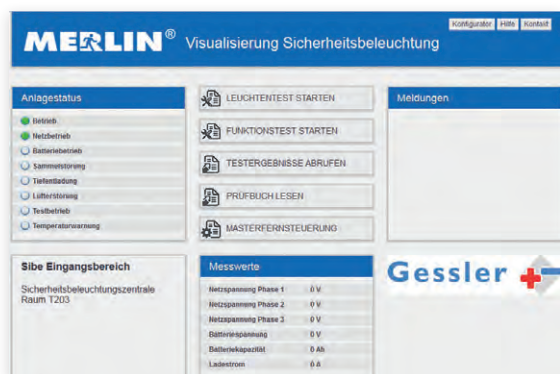 Konfigurator Hilfe Kontakt
MERLIN® Visualisierung Sicherheitsbeleuchtung
Anlagestatus
Betrieb
Netzbetrieb
Batteriebetrieb
Sammelstörung
Tiefentladung
Lüfterstörung
Testbetrieb
Temperaturwarnung
LEUCHTENTEST STARTEN
FUNKTIONSTEST STARTEN
TESTERGEBNISSE ABRUFEN
PRÜFBUCH LESEN
MASTERFERNSTEUERUNG
Meldungen
Sibe Eingangsbereich
Sicherheitsbeleuchtungszentrale
Raum T203
Messwerte
Netzspannung Phase 1 0 V
Netzspannung Phase 2 0 V
Netzspannung Phase 3 0 V
Batteriespannung 0 V
Batteriekapazität 0 Ah
Ladestrom 0 A
Gessler